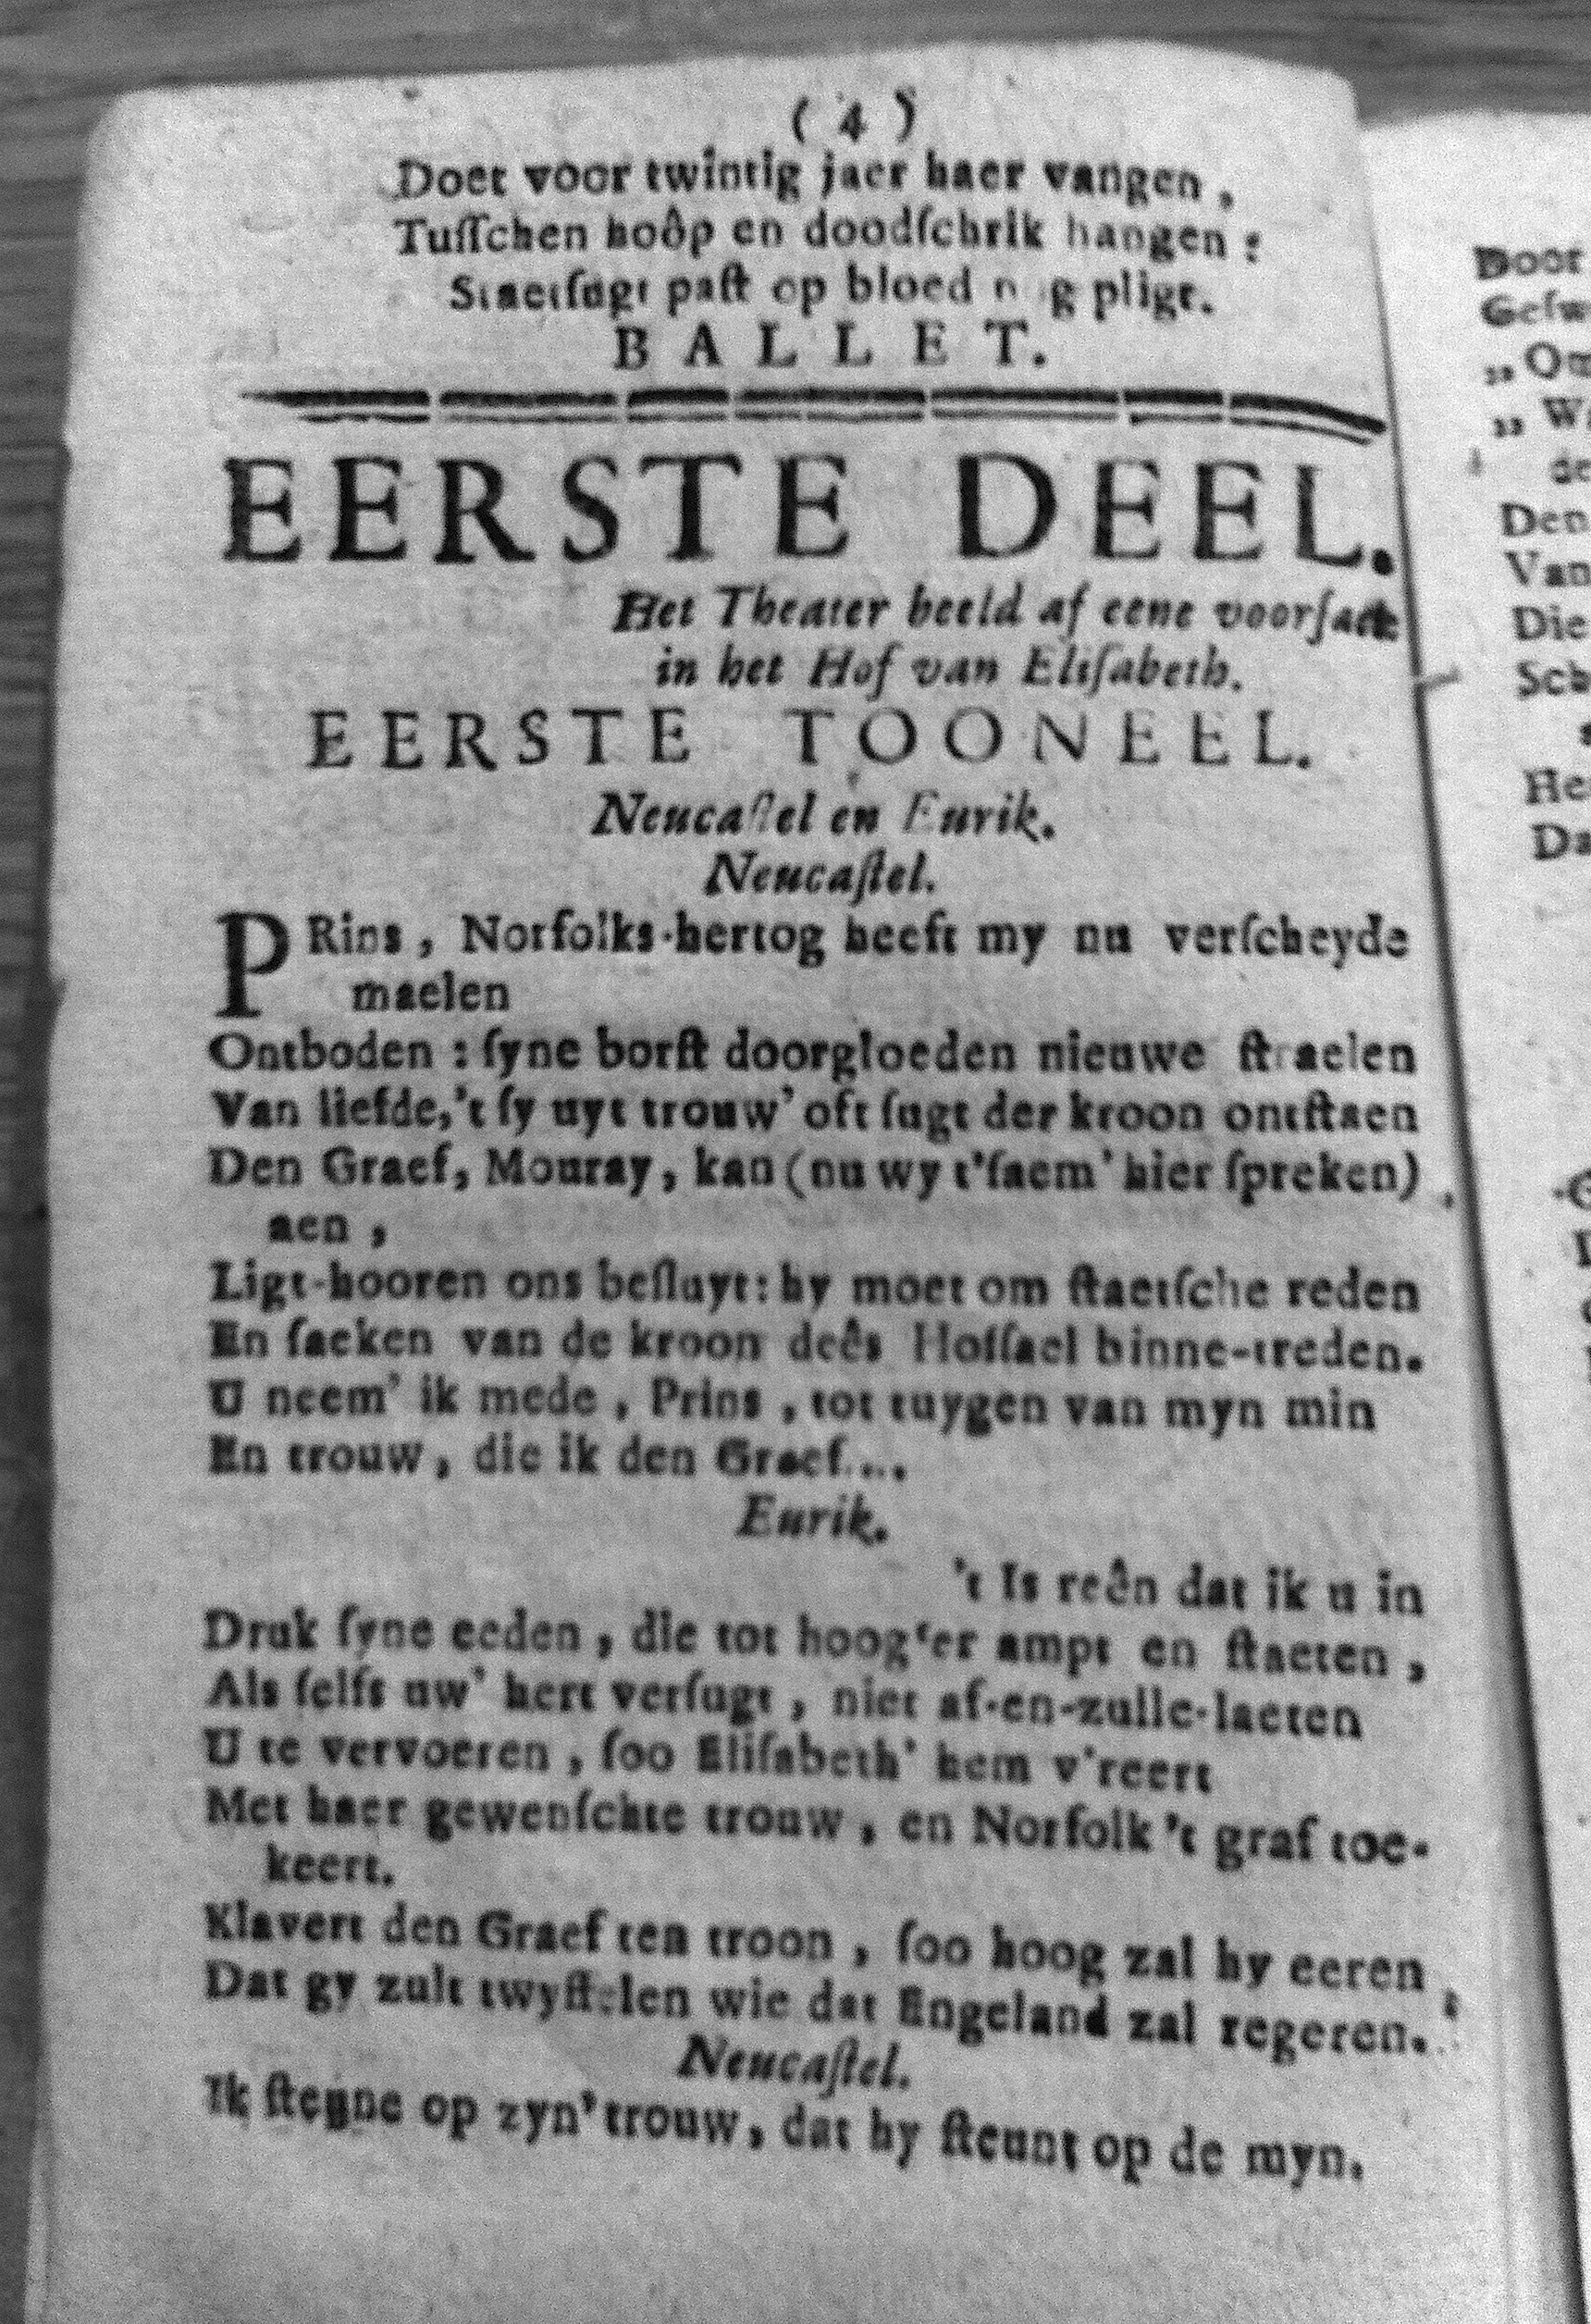 ( 4 )
Doet voor twintig jaer haer vangen ,
Tuſſchen hoôp en doodſchrik hangen :
Staetſugt paſt op bloed nog pligt.
BALLET.
EERSTE DEEL.
Het Theater beeld af eene voorſael
in het Hof van Eliſabeth.
EERSTE TOONEEL.
Neucaſtel en Eurik.
Neucaſtel.
PRins , Norfolks-hertog heeft my nu verſcheyde
maelen
Ontboden : ſyne borſt doorgloeden nieuwe ſtraelen
Van liefde,'t ſy uyt trouw' oft ſugt der kroon ontſtaen
Den Graef, Mouray, kan (nu wy t'ſaem' hier ſpreken)
aen ,
Ligt-hooren ons beſluyt: hy moet om ſtaetſche reden
En ſaeken van de kroon deês Hofſael binne-treden.
U neem' ik mede , Prins , tot tuygen van myn min
En trouw, die ik den Graef....
Eurik.
't Is reên dat ik u in
Druk ſyne eeden , die tot hoog'er ampt en ſtaeten ,
Als ſelfs uw' hert verſugt , niet af-en-zulle-laeten
U te vervoeren , ſoo Eliſabeth' hem v'reert
Met haer gewenſchte trouw , en Norfolk 't graf toe-
keert.
Klavert den Graef ten troon , ſoo hoog zal hy eeren ,
Dat gy zult twyffelen wie dat Engeland zal regeren.
Neucaſtel.
Ik ſteune op zyn' trouw, dat hy ſteunt op de myn.
Door
„ Om
Den
Van
Die